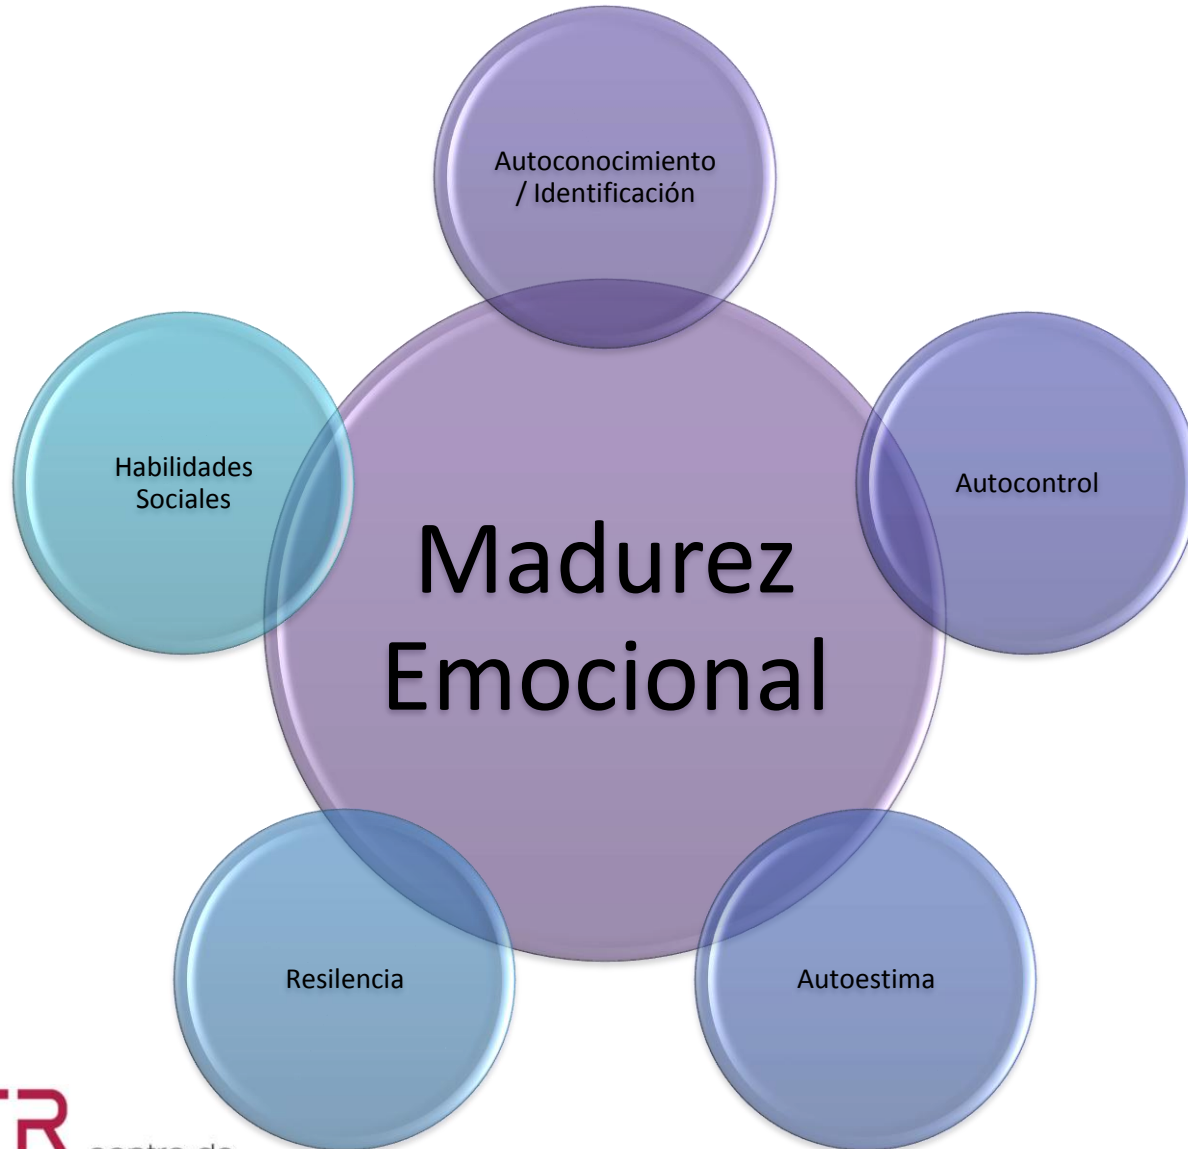 Autoconocimiento
/ Identificación
Habilidades
Sociales
Autocontrol
Madurez
Emocional
Resilencia
Autoestima